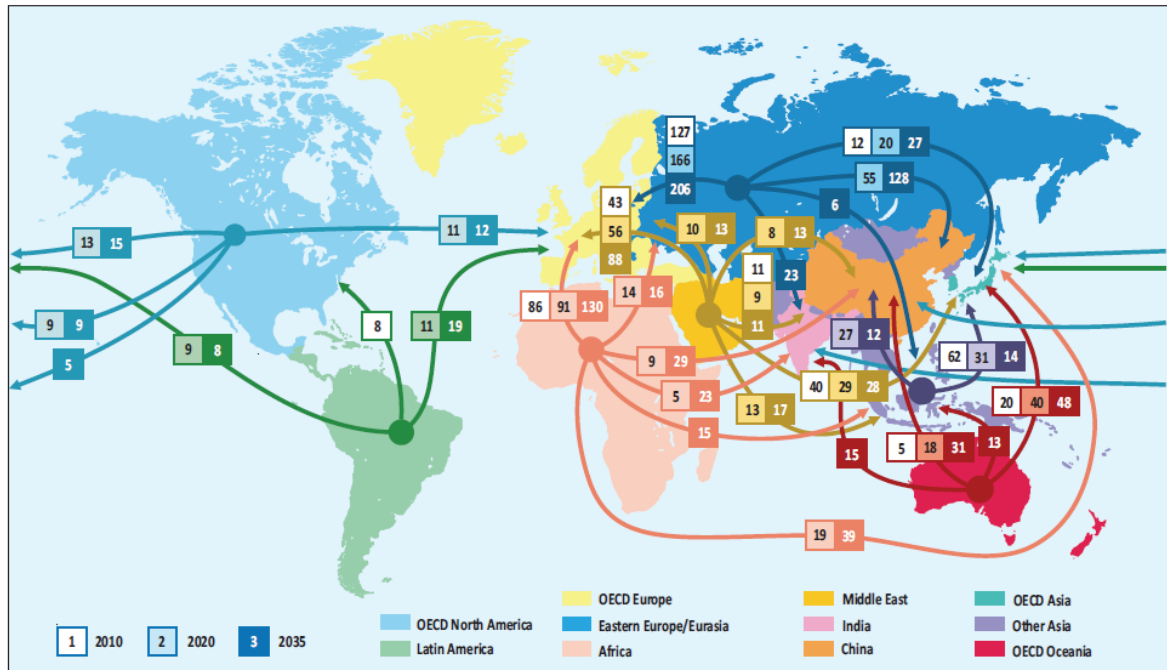 127
166
206
12 20 27
55 128
6
43
56
88
10 13
8 13
13 15
11 12
11
9
11
23
86 91 130
14 16
9 9
8
11 19
27 12
9 8
9 29
62 31 14
5
5 23
40 29 28
20 40 48
13 17
15
15
5 18 31
13
19 39
1 2010 2 2020 3 2035
OECD North America
Latin America
OECD Europe
Eastern Europe/Eurasia
Africa
Middle East
India
China
OECD Asia
Other Asia
OECD Oceania